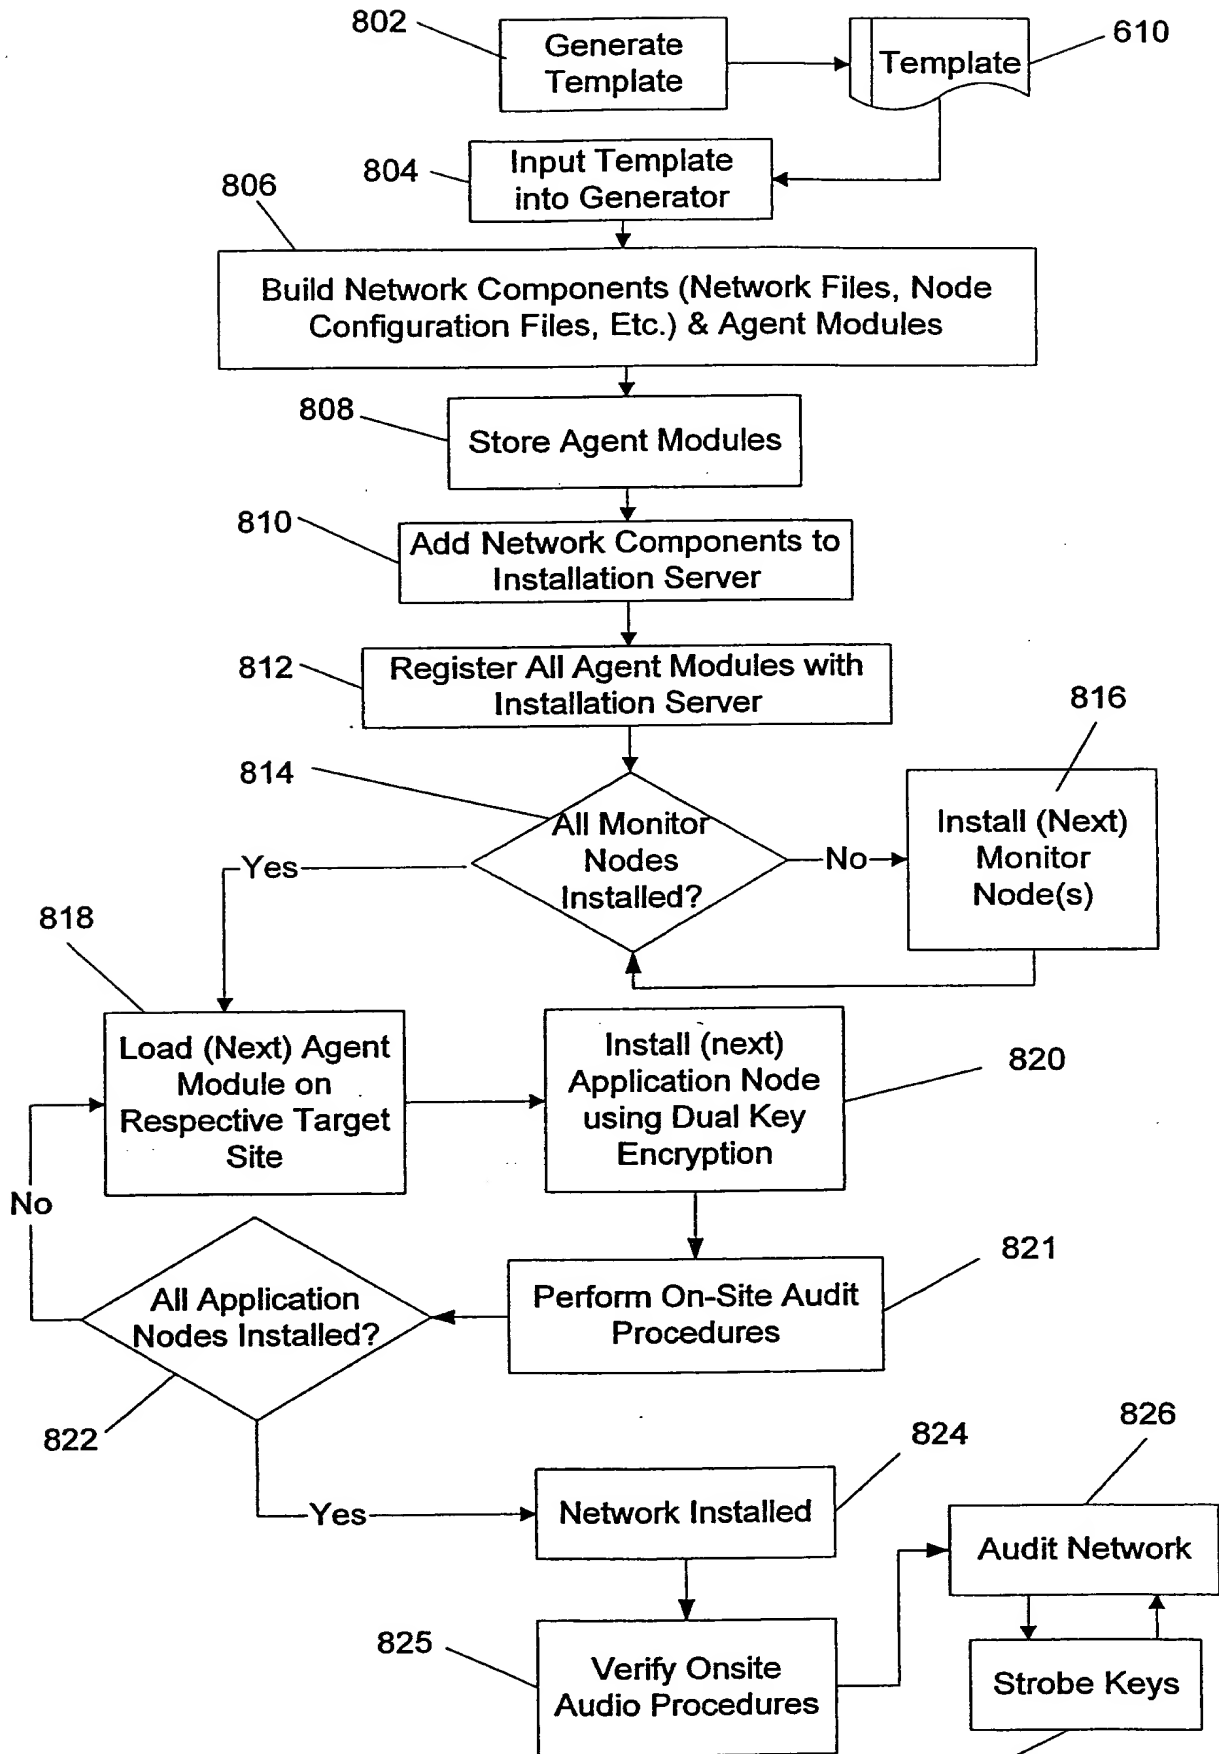 802
Generate
Template
Template
610
804
Input Template
into Generator
806
Build Network Components (Network Files, Node
Configuration Files, Etc.) & Agent Modules
808
Store Agent Modules
810
Add Network Components to
Installation Server
812
Register All Agent Modules with
Installation Server
814
All Monitor
Nodes
Installed?
Yes
No
816
Install (Next)
Monitor
Node(s)
818
Load (Next) Agent
Module on
Respective Target
Site
Install (next)
Application Node
using Dual Key
Encryption
820
No
All Application
Nodes Installed?
822
Perform On-Site Audit
Procedures
821
Yes
Network Installed
824
825
Verify Onsite
Audio Procedures
826
Audit Network
Strobe Keys